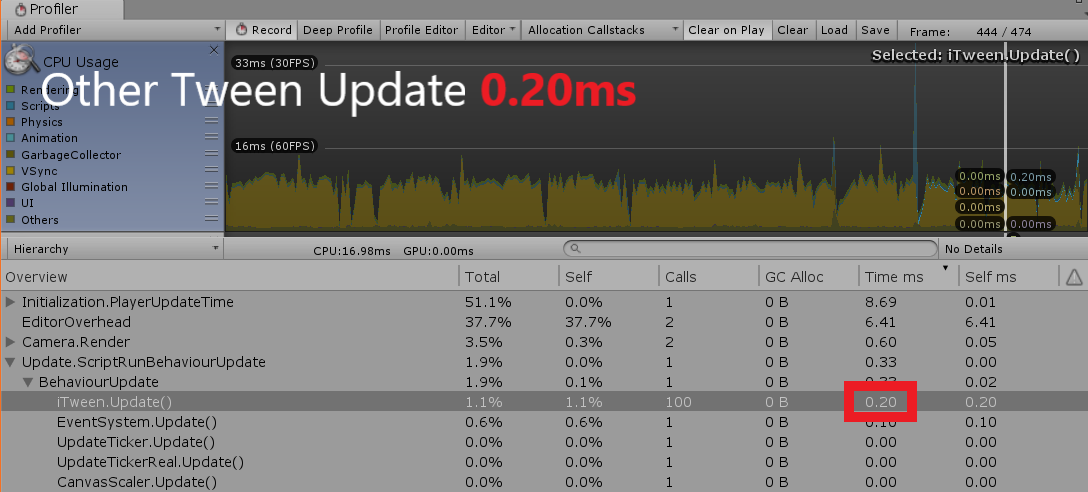 Profiler
Add Profiler Record Deep Profile Profile Editor Editor Allocation Callstacks Clear on Play Clear Load Save Frame: 444 / 474
CPU Usage
Rendering
Scripts
Physics
Animation
GarbageCollector
VSync
Global Illumination
UI
Others
Other Tween Update 0.20ms
33ms (30FPS)
16ms (60FPS)
Selected: iTween.Update()
0.00ms 0.20ms
0.00ms 0.00ms
0.00ms
0.00ms 0.00ms
Hierarchy CPU:16.98ms GPU:0.00ms No Details
Overview Total Self Calls GC Alloc Time ms Self ms
Initialization.PlayerUpdateTime 51.1% 0.0% 1 0 B 8.69 0.01
EditorOverhead 37.7% 37.7% 2 0 B 6.41 6.41
Camera.Render 3.5% 0.3% 2 0 B 0.60 0.05
Update.ScriptRunBehaviourUpdate 1.9% 0.0% 1 0 B 0.33 0.00
BehaviourUpdate 1.9% 0.1% 1 0 B 0.33 0.02
iTween.Update() 1.1% 1.1% 100 0 B 0.20 0.20
EventSystem.Update() 0.6% 0.6% 1 0 B 0.10 0.10
UpdateTicker.Update() 0.0% 0.0% 1 0 B 0.00 0.00
UpdateTickerReal.Update() 0.0% 0.0% 1 0 B 0.00 0.00
CanvasScaler.Update() 0.0% 0.0% 1 0 B 0.00 0.00